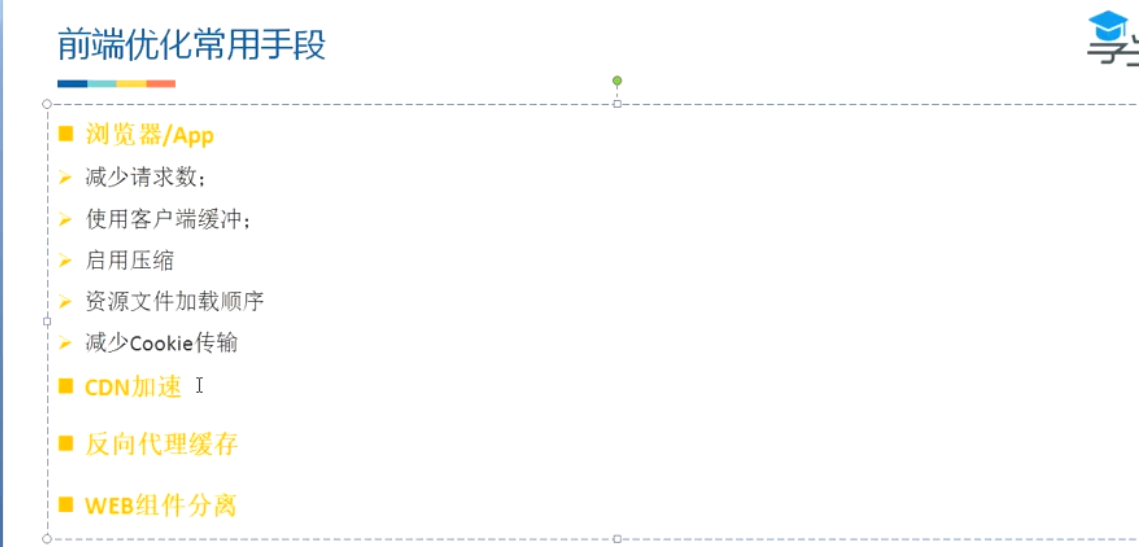 前端优化常用手段
浏览器/App
减少请求数；
使用客户端缓冲；
启用压缩
资源文件加载顺序
减少Cookie传输
CDN加速
反向代理缓存
WEB组件分离